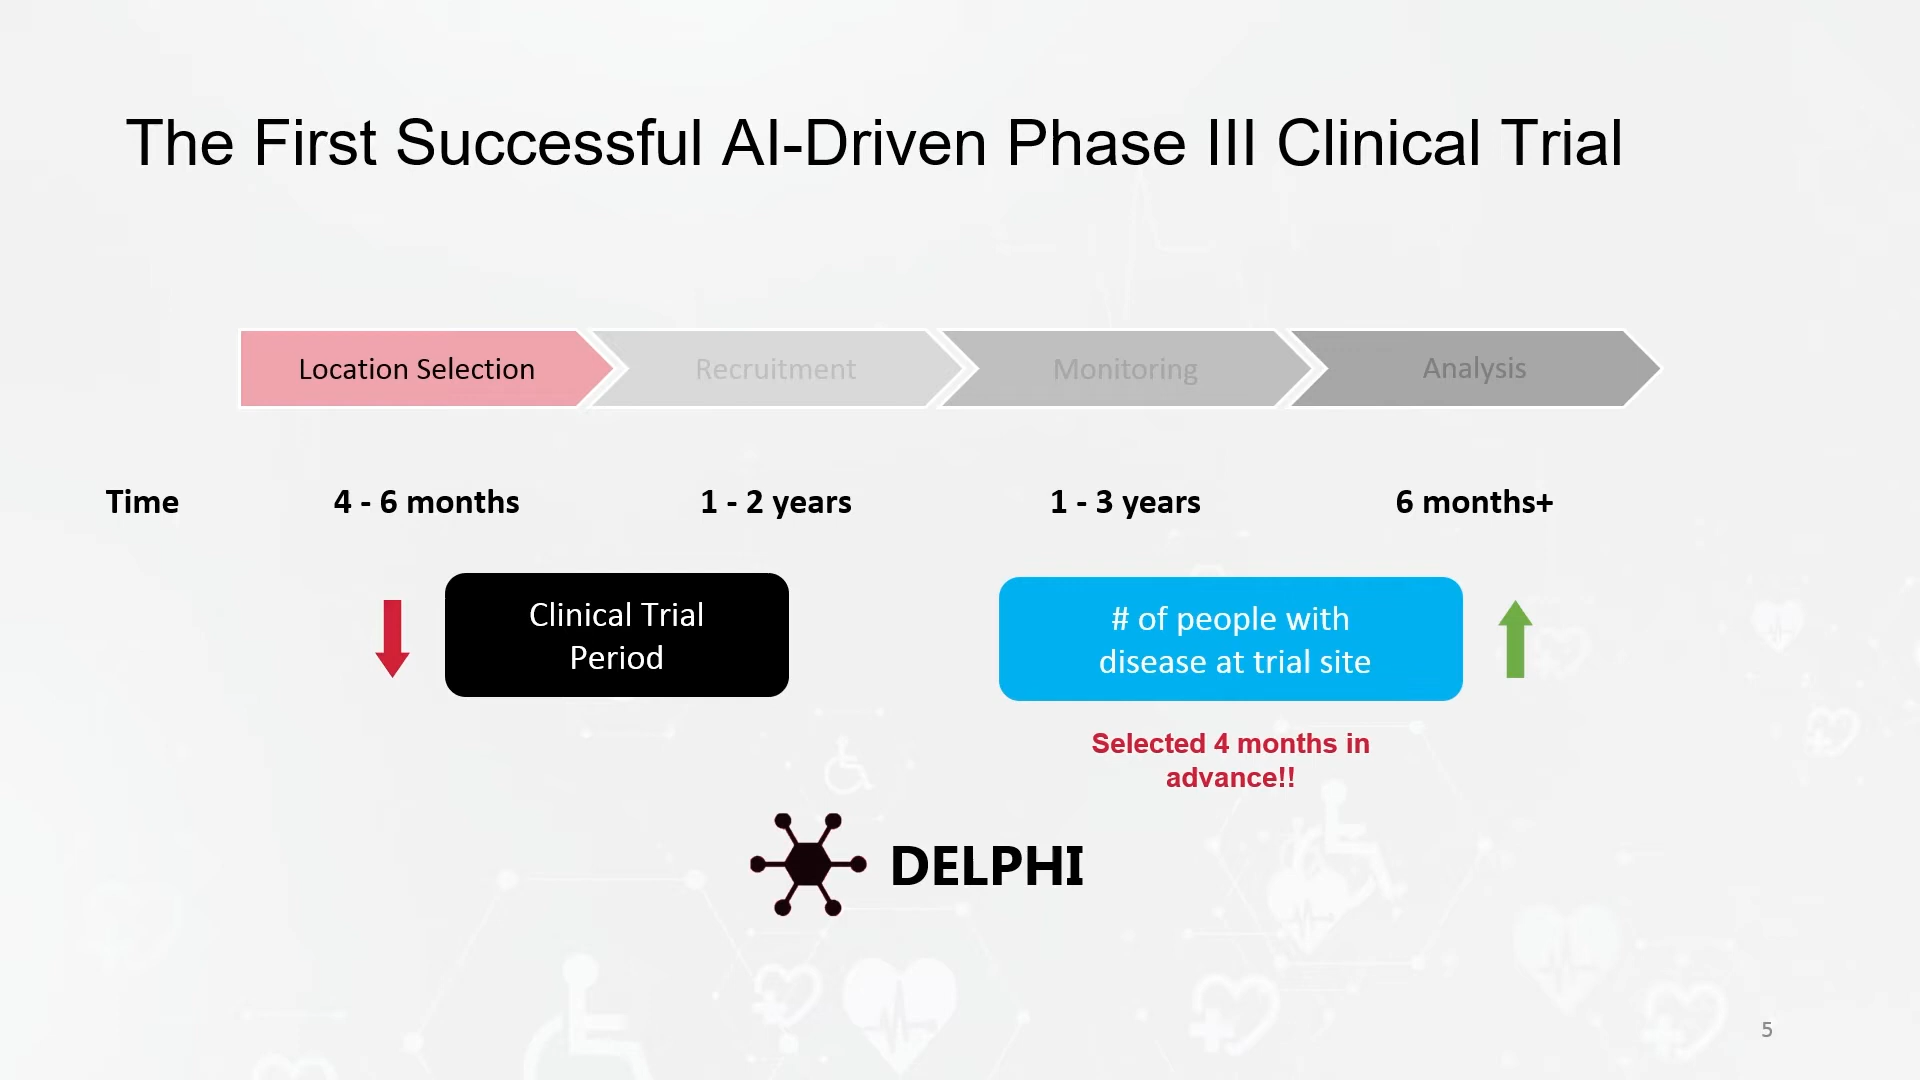 The First Successful AI-Driven Phase III Clinical Trial
Location Selection
Recruitment
Monitoring
Analysis
Time
4 - 6 months
1 - 2 years
1 - 3 years
6 months+
Clinical Trial
Period
# of people with
disease at trial site
Selected 4 months in
advance!!
DELPHI
5